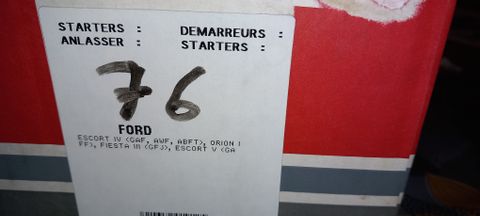 STARTERS : DEMARREURS :
ANLASSER : STARTERS :
76
FORD
ESCORT IV (GAF, AWF, ABFT), ORION I
FF), FIESTA III (GFJ), ESCORT V (GA